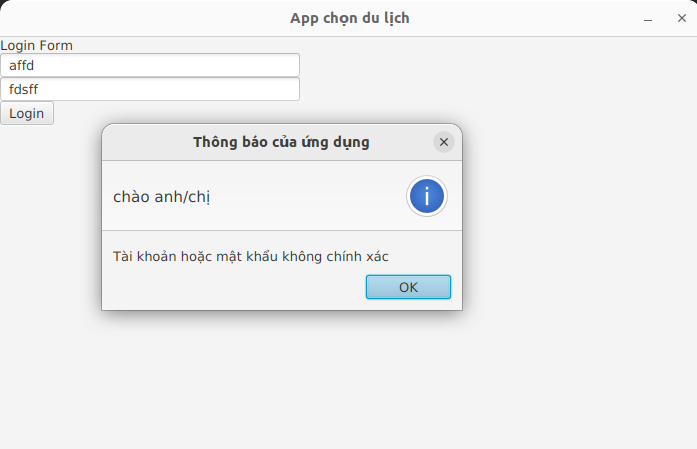 App chọn du lịch
Login Form
affd
fdsff
Login
Thông báo của ứng dụng
chào anh/chị
i
Tài khoản hoặc mật khẩu không chính xác
OK